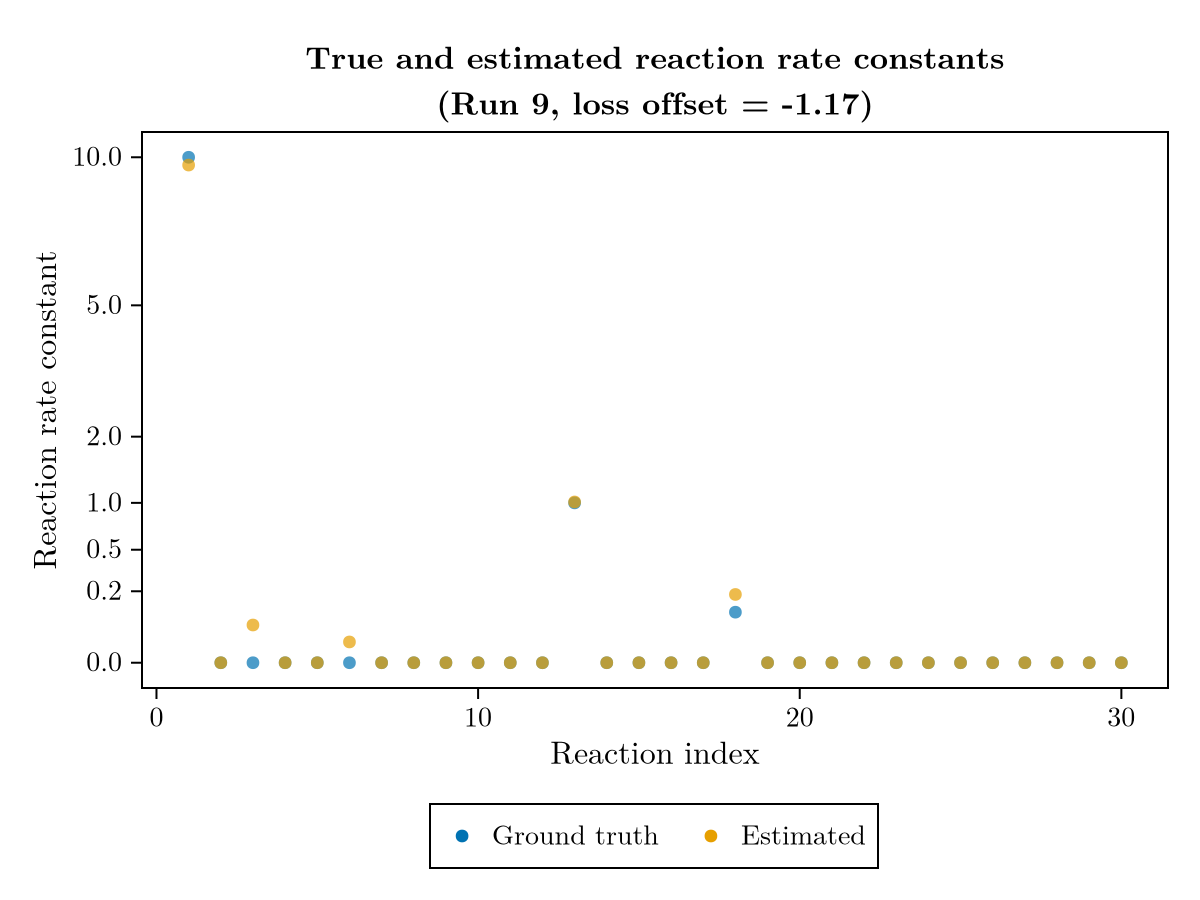 True and estimated reaction rate constants
(Run 9, loss offset = -1.17)
Reaction rate constant
10.0
5.0
2.0
1.0
0.5
0.2
0.0
0 10 20 30
Reaction index
Ground truth Estimated